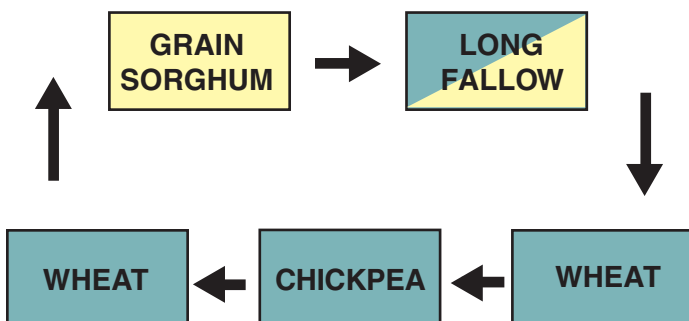 GRAIN
SORGHUM
LONG
FALLOW
WHEAT
CHICKPEA
WHEAT